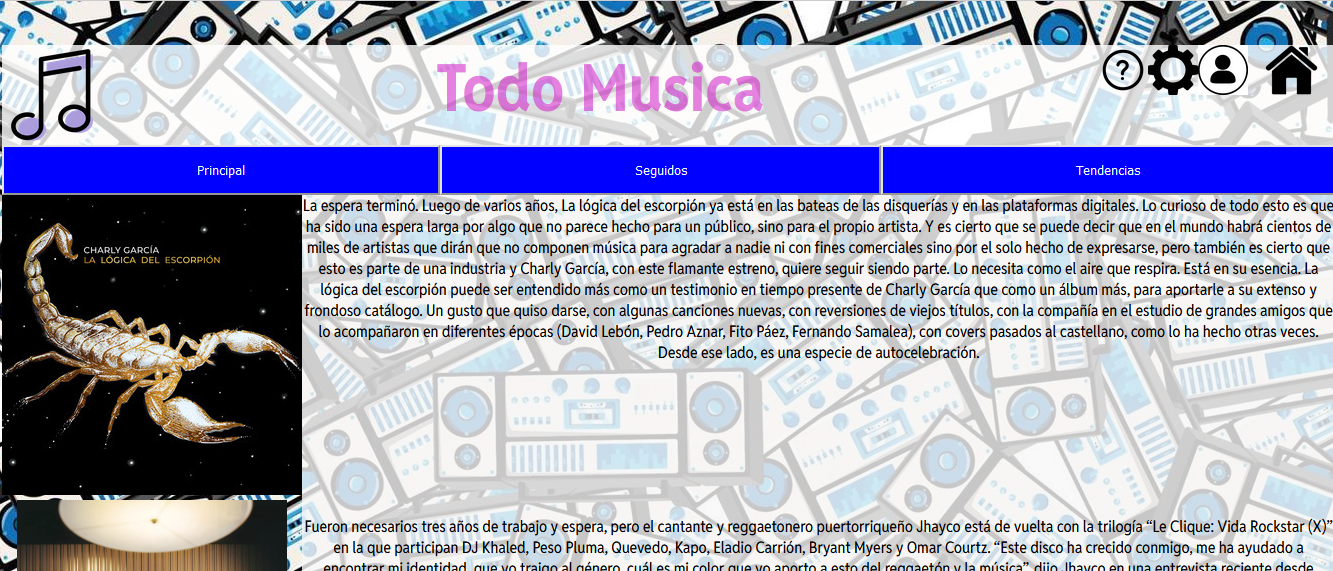 Todo Musica
Principal
Seguidos
Tendencias
CHARLY GARCÍA
LA LÓGICA DEL ESCORPIÓN
La espera terminó. Luego de varios años, La lógica del escorpión ya está en las bateas de las disquerías y en las plataformas digitales. Lo curioso de todo esto es que
ha sido una espera larga por algo que no parece hecho para un público, sino para el propio artista. Y es cierto que se puede decir que en el mundo habrá cientos de
miles de artistas que dirán que no componen música para agradar a nadie ni con fines comerciales sino por el solo hecho de expresarse, pero también es cierto que
esto es parte de una industria y Charly García, con este flamante estreno, quiere seguir siendo parte. Lo necesita como el aire que respira. Está en su esencia. La
lógica del escorpión puede ser entendido más como un testimonio en tiempo presente de Charly García que como un álbum más, para aportarle a su extenso y
frondoso catálogo. Un gusto que quiso darse, con algunas canciones nuevas, con reversiones de viejos títulos, con la compañía en el estudio de grandes amigos que
lo acompañaron en diferentes épocas (David Lebón, Pedro Aznar, Fito Páez, Fernando Samalea), con covers pasados al castellano, como lo ha hecho otras veces.
Desde ese lado, es una especie de autocelebración.
Fueron necesarios tres años de trabajo y espera, pero el cantante y reggaetonero puertorriqueño Jhayco está de vuelta con la trilogía “Le Clique: Vida Rockstar (X)”
en la que participan DJ Khaled, Peso Pluma, Quevedo, Kapo, Eladio Carrión, Bryant Myers y Omar Courtz. “Este disco ha crecido conmigo, me ha ayudado a
encontrar mi identidad, que yo traigo al género, cuál es mi color que yo aporto a esto del reggaetón y la música”, dijo Jhayco en una entrevista reciente desde